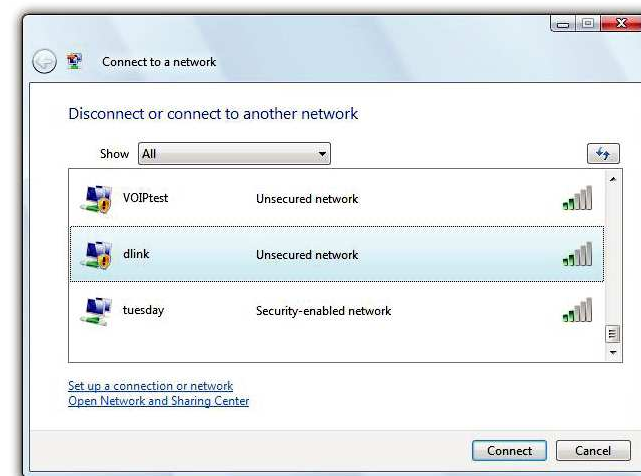 Connect to a network
Disconnect or connect to another network
Show All
VOIPtest Unsecured network
dlink Unsecured network
tuesday Security-enabled network
Set up a connection or network
Open Network and Sharing Center
Connect Cancel